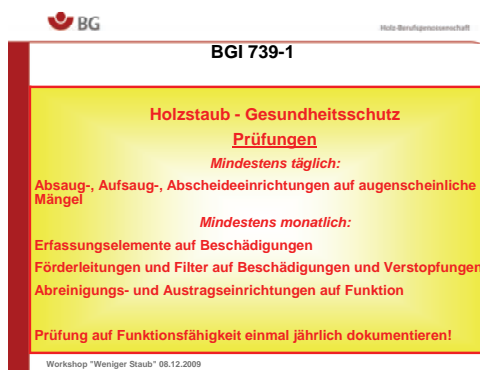 BG
Holz-Berufsgenossenschaft
BGI 739-1
Holzstaub - Gesundheitsschutz
Prüfungen
Mindestens täglich:
Absaug-, Aufsaug-, Abscheideeinrichtungen auf augenscheinliche
Mängel
Mindestens monatlich:
Erfassungselemente auf Beschädigungen
Förderleitungen und Filter auf Beschädigungen und Verstopfungen
Abreinigungs- und Austragseinrichtungen auf Funktion
Prüfung auf Funktionsfähigkeit einmal jährlich dokumentieren!
Workshop "Weniger Staub" 08.12.2009